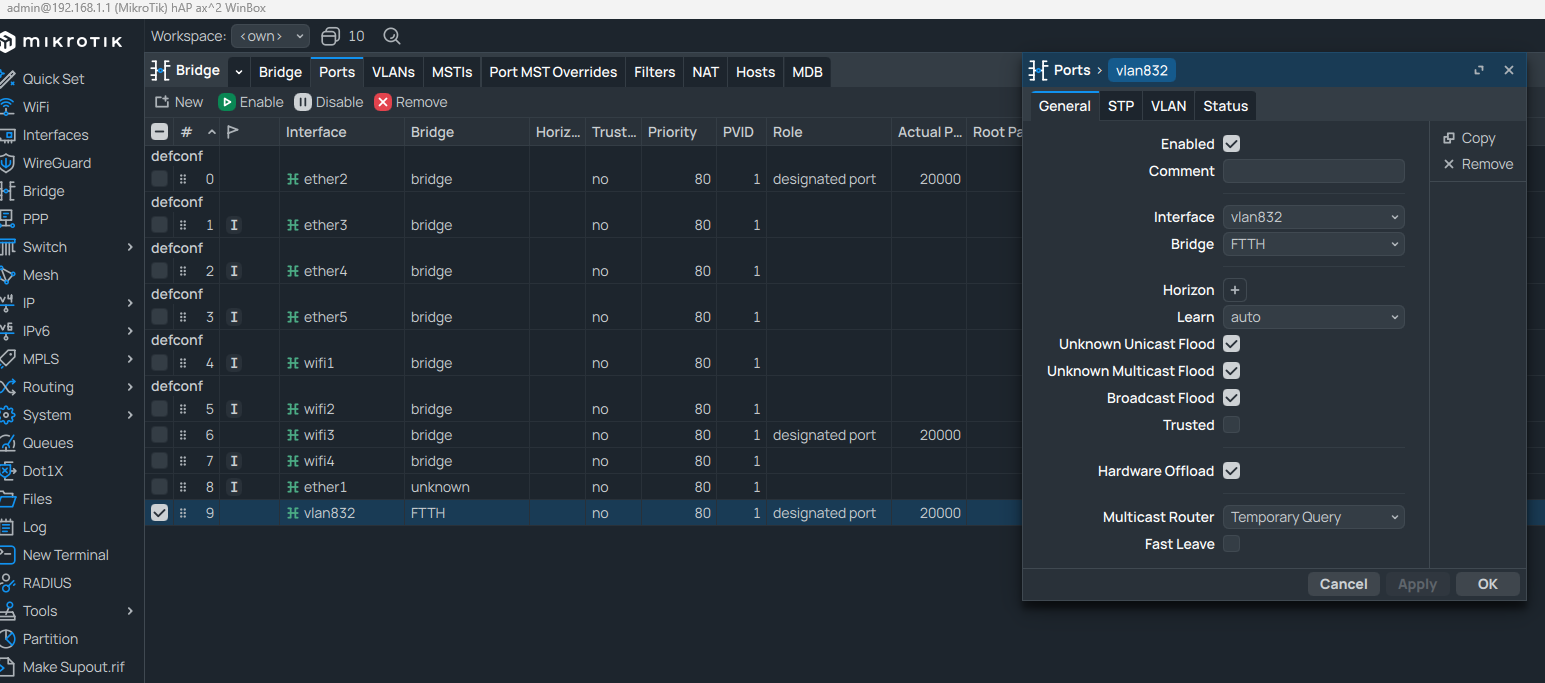 admin@192.168.1.1 (MikroTik) hAP ax^2 WinBox
MIKROTIK
Quick Set
WiFi
Interfaces
WireGuard
Bridge
PPP
Switch
Mesh
IP
IPv6
MPLS
Routing
System
Queues
Dot1X
Files
Log
New Terminal
RADIUS
Tools
Partition
Make Supout.rif
Workspace: <own> 10
Bridge Bridge Ports VLANs MSTIs Port MST Overrides Filters NAT Hosts MDB
New Enable Disable Remove
# Interface Bridge Horiz... Trust... Priority PVID Role Actual P... Root Pa
defconf
0 ether2 bridge no 80 1 designated port 20000
defconf
1 I ether3 bridge no 80 1
defconf
2 I ether4 bridge no 80 1
defconf
3 I ether5 bridge no 80 1
defconf
4 I wifi1 bridge no 80 1
defconf
5 I wifi2 bridge no 80 1
6 wifi3 bridge no 80 1 designated port 20000
7 I wifi4 bridge no 80 1
8 I ether1 unknown no 80 1
9 vlan832 FTTH no 80 1 designated port 20000
Ports vlan832
General STP VLAN Status
Enabled
Comment
Interface vlan832
Bridge FTTH
Horizon +
Learn auto
Unknown Unicast Flood
Unknown Multicast Flood
Broadcast Flood
Trusted
Hardware Offload
Multicast Router Temporary Query
Fast Leave
Copy
Remove
Cancel Apply OK